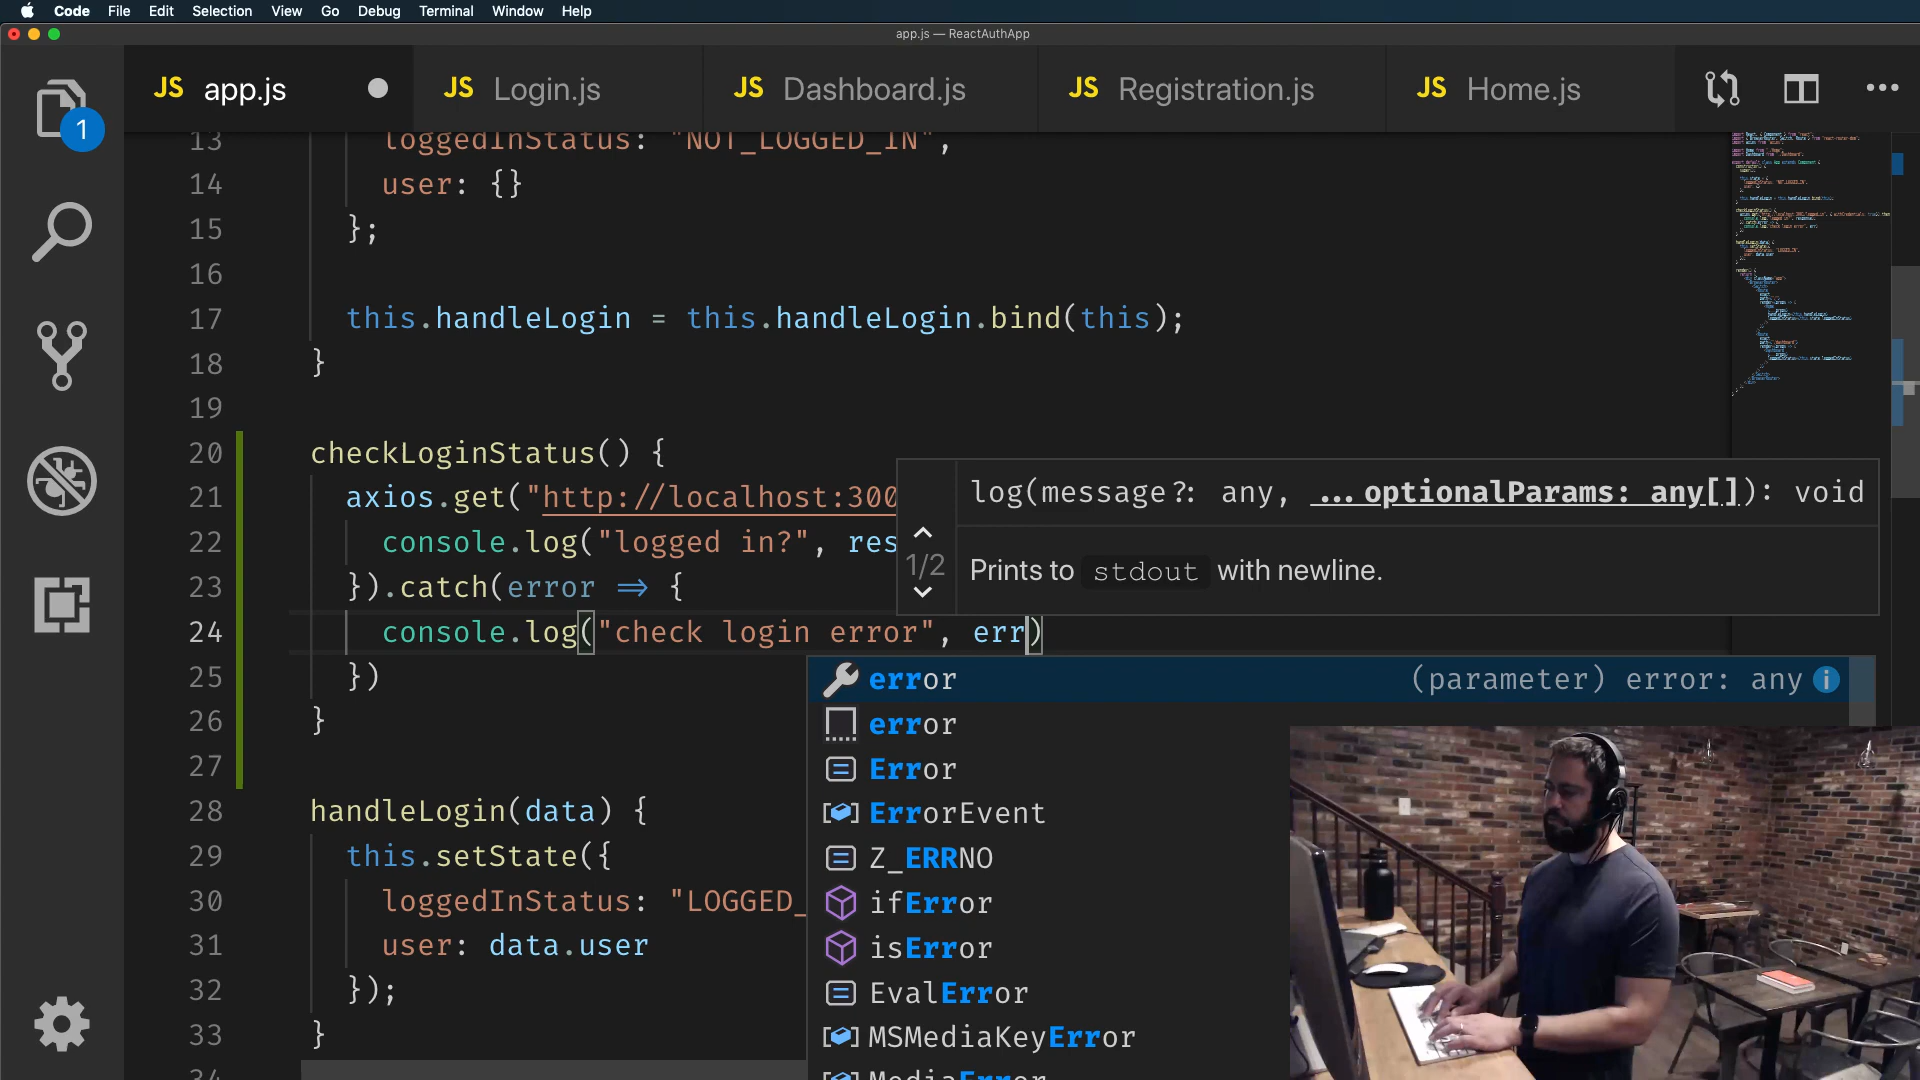 Code File Edit Selection View Go Debug Terminal Window Help
app.js — ReactAuthApp
JS app.js JS Login.js JS Dashboard.js JS Registration.js JS Home.js
1
13 loggedInStatus: "NOT_LOGGED_IN",
14 user: {}
15 };
16
17 this.handleLogin = this.handleLogin.bind(this);
18 }
19
20 checkLoginStatus() {
21 axios.get("http://localhost:300
22 console.log("logged in?", res
23 }).catch(error => {
24 console.log("check login error", err)
25 })
26 }
27
28 handleLogin(data) {
29 this.setState({
30 loggedInStatus: "LOGGED_
31 user: data.user
32 });
33 }
34
log(message?: any, ...optionalParams: any[]): void
1/2
Prints to stdout with newline.
error (parameter) error: any
error
Error
ErrorEvent
Z_ERRNO
ifError
isError
EvalError
MSMediaKeyError
MediaError